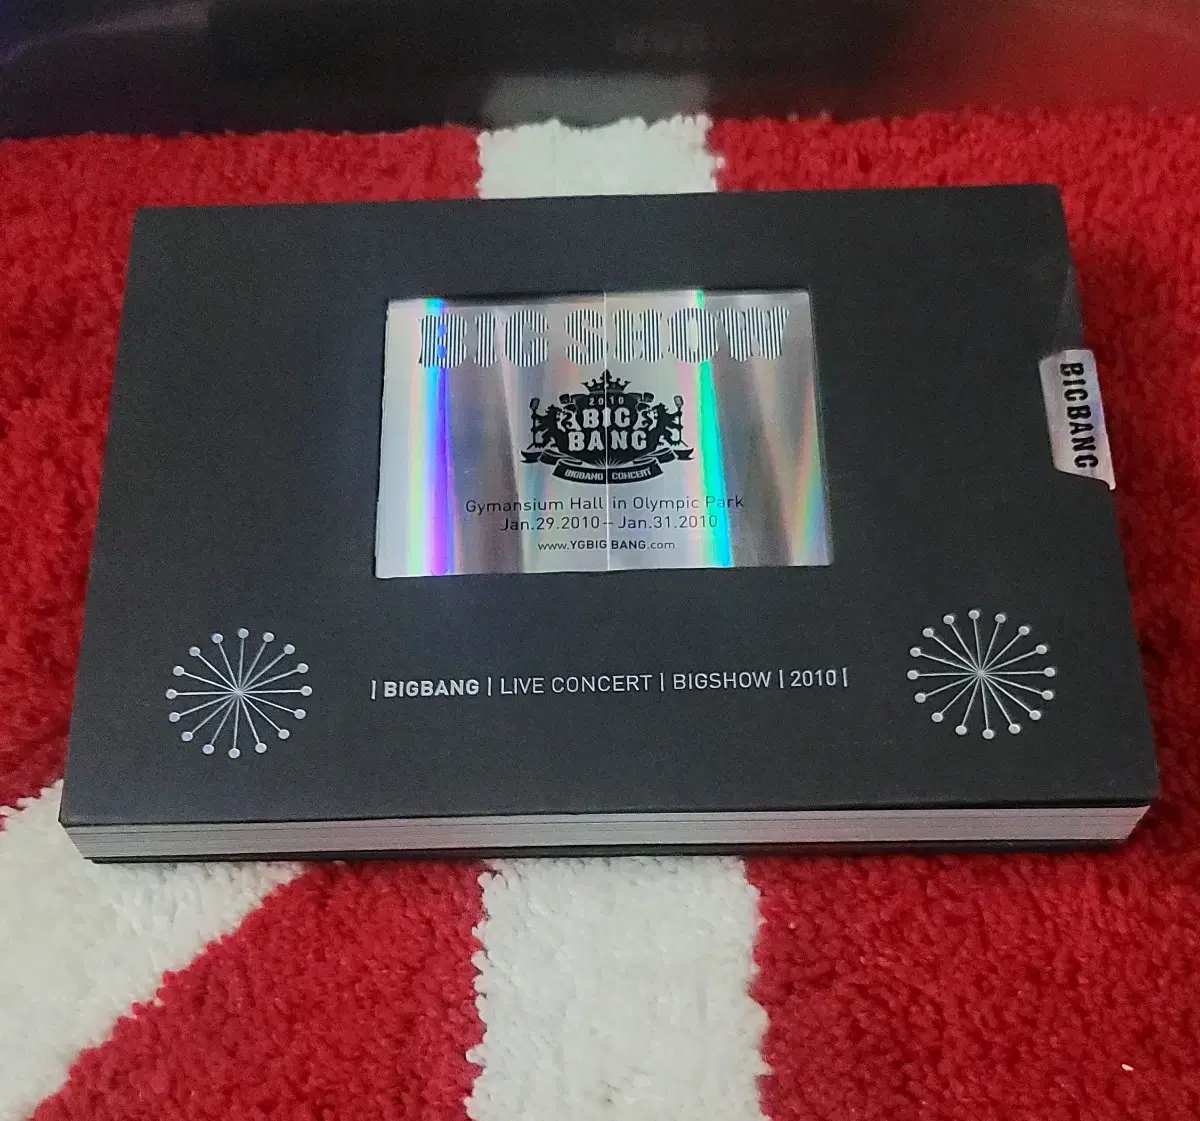 BIG SHOW
2010
BIG
BANG
BIGBANG CONCERT
Gymansium Hall in Olympic Park
Jan.29.2010 – Jan.31.2010
www.YGBIGBANG.com
BIGBANG
| BIGBANG | LIVE CONCERT | BIGSHOW | 2010 |